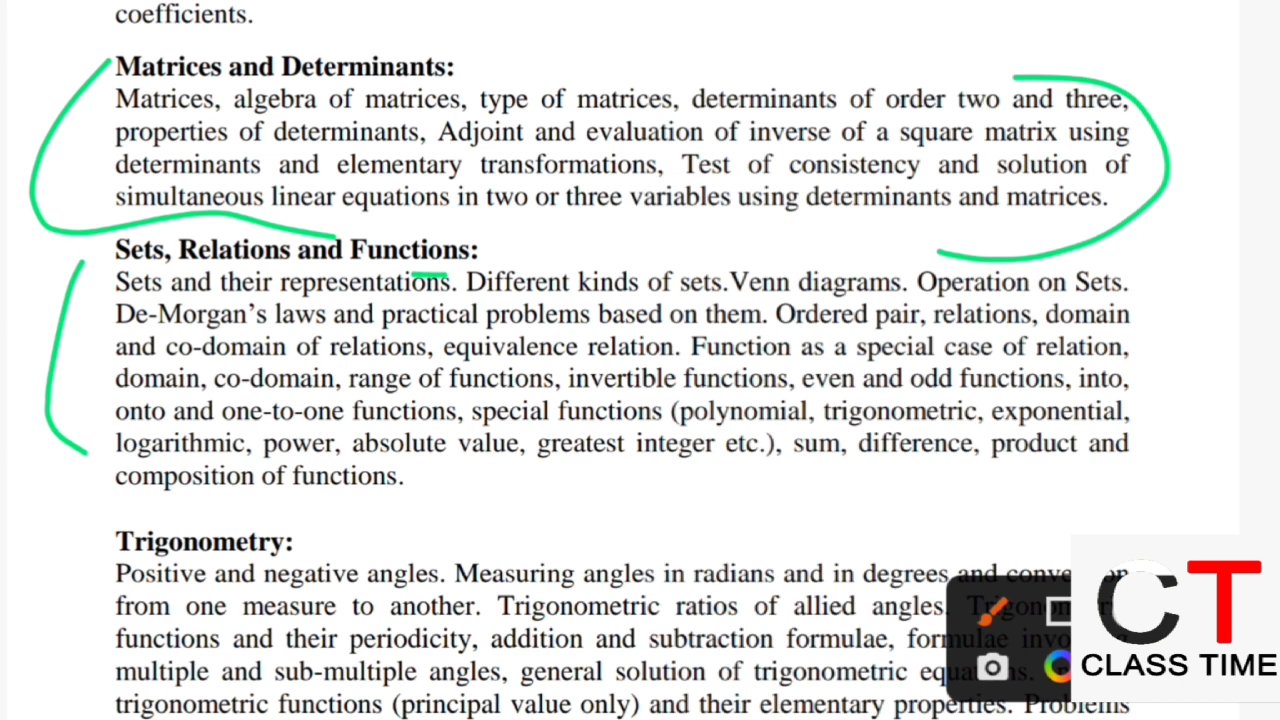 coefficients.
Matrices and Determinants:
Matrices, algebra of matrices, type of matrices, determinants of order two and three,
properties of determinants, Adjoint and evaluation of inverse of a square matrix using
determinants and elementary transformations, Test of consistency and solution of
simultaneous linear equations in two or three variables using determinants and matrices.
Sets, Relations and Functions:
Sets and their representations. Different kinds of sets.Venn diagrams. Operation on Sets.
De-Morgan’s laws and practical problems based on them. Ordered pair, relations, domain
and co-domain of relations, equivalence relation. Function as a special case of relation,
domain, co-domain, range of functions, invertible functions, even and odd functions, into,
onto and one-to-one functions, special functions (polynomial, trigonometric, exponential,
logarithmic, power, absolute value, greatest integer etc.), sum, difference, product and
composition of functions.
Trigonometry:
Positive and negative angles. Measuring angles in radians and in degrees and
from one measure to another. Trigonometric ratios of allied angles.
functions and their periodicity, addition and subtraction formulae, formulae
multiple and sub-multiple angles, general solution of trigonometric
trigonometric functions (principal value only) and their elementary properties. Problems
CT
CLASS TIME